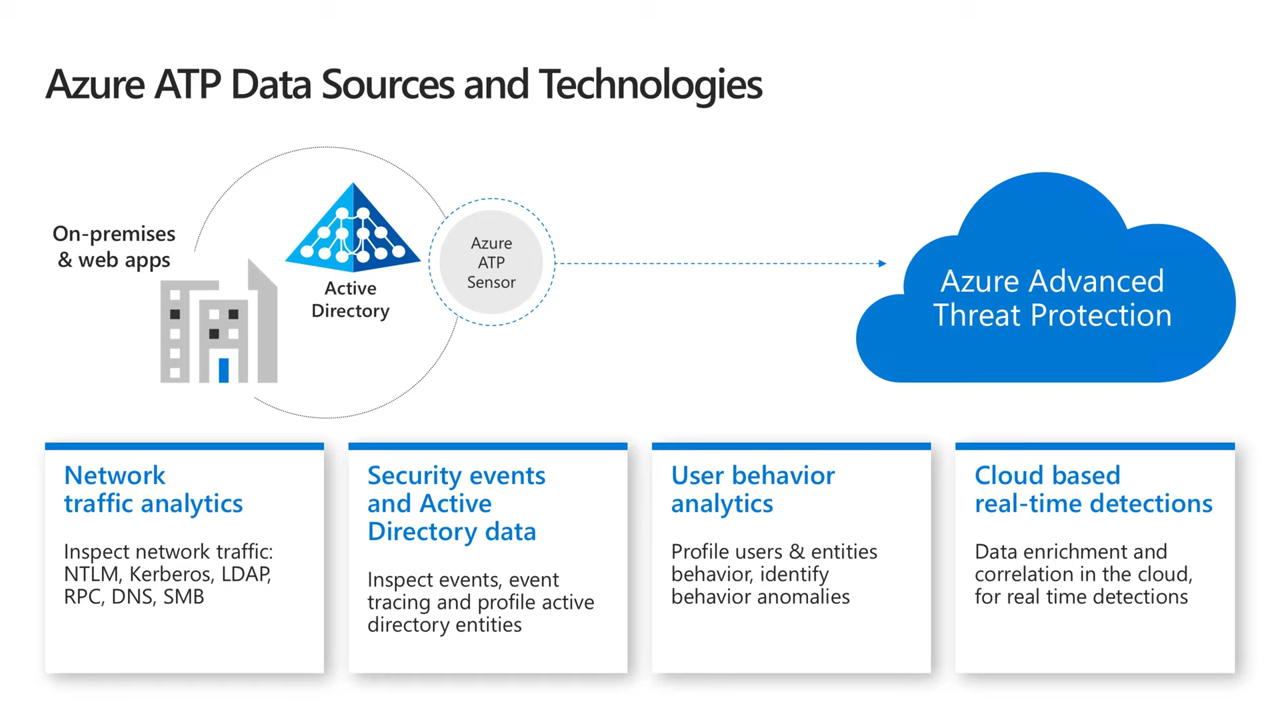 Azure ATP Data Sources and Technologies
On-premises
& web apps
Active
Directory
Azure
ATP
Sensor
Azure Advanced
Threat Protection
Network
traffic analytics
Inspect network traffic:
NTLM, Kerberos, LDAP,
RPC, DNS, SMB
Security events
and Active
Directory data
Inspect events, event
tracing and profile active
directory entities
User behavior
analytics
Profile users & entities
behavior, identify
behavior anomalies
Cloud based
real-time detections
Data enrichment and
correlation in the cloud,
for real time detections